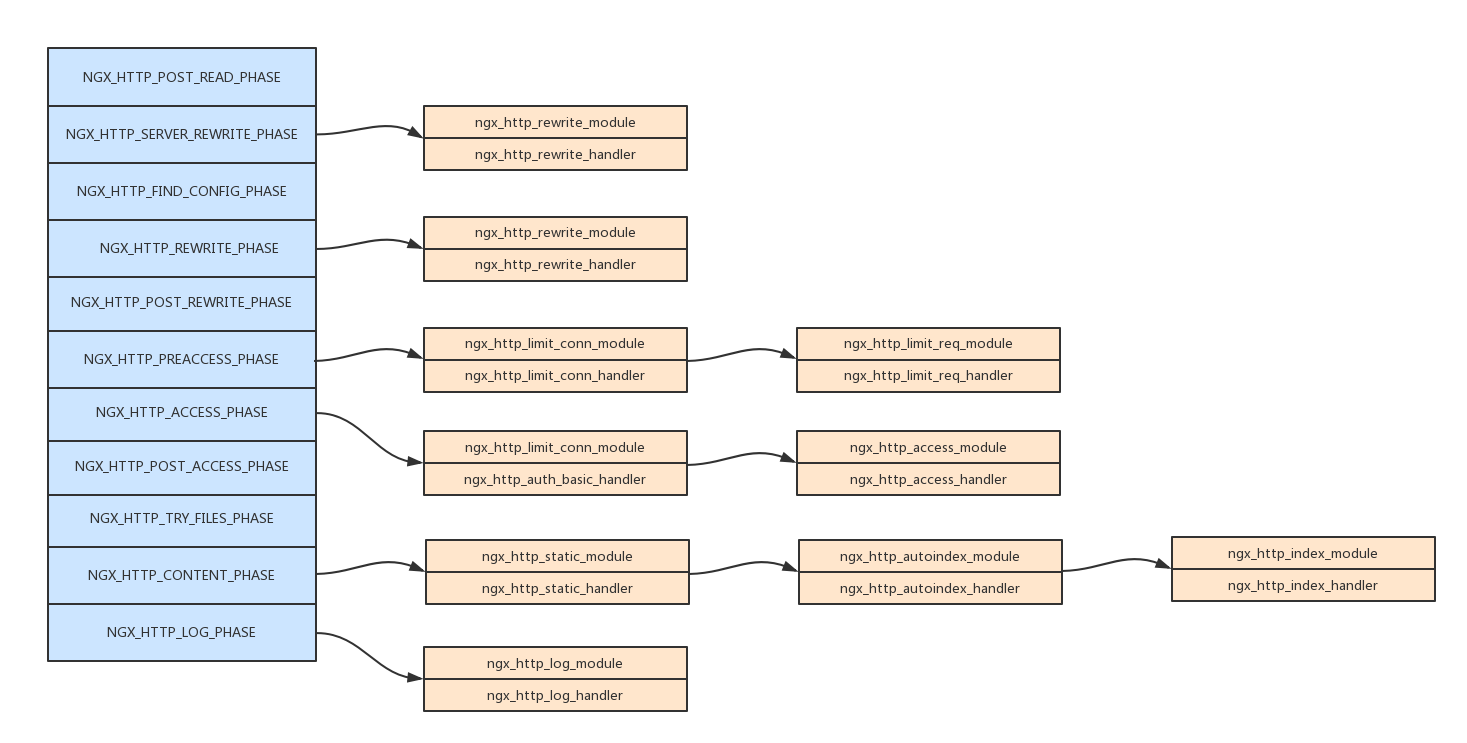 NGX_HTTP_POST_READ_PHASE
NGX_HTTP_SERVER_REWRITE_PHASE
ngx_http_rewrite_module
ngx_http_rewrite_handler
NGX_HTTP_FIND_CONFIG_PHASE
NGX_HTTP_REWRITE_PHASE
ngx_http_rewrite_module
ngx_http_rewrite_handler
NGX_HTTP_POST_REWRITE_PHASE
NGX_HTTP_PREACCESS_PHASE
ngx_http_limit_conn_module
ngx_http_limit_conn_handler
ngx_http_limit_req_module
ngx_http_limit_req_handler
NGX_HTTP_ACCESS_PHASE
ngx_http_limit_conn_module
ngx_http_auth_basic_handler
ngx_http_access_module
ngx_http_access_handler
NGX_HTTP_POST_ACCESS_PHASE
NGX_HTTP_TRY_FILES_PHASE
NGX_HTTP_CONTENT_PHASE
ngx_http_static_module
ngx_http_static_handler
ngx_http_autoindex_module
ngx_http_autoindex_handler
ngx_http_index_module
ngx_http_index_handler
NGX_HTTP_LOG_PHASE
ngx_http_log_module
ngx_http_log_handler